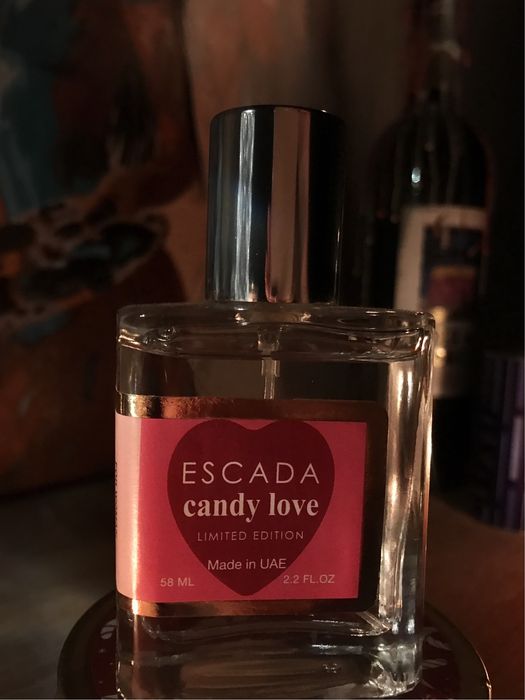 ESCADA
candy love
LIMITED EDITION
Made in UAE
58 ML 2.2 FL.OZ